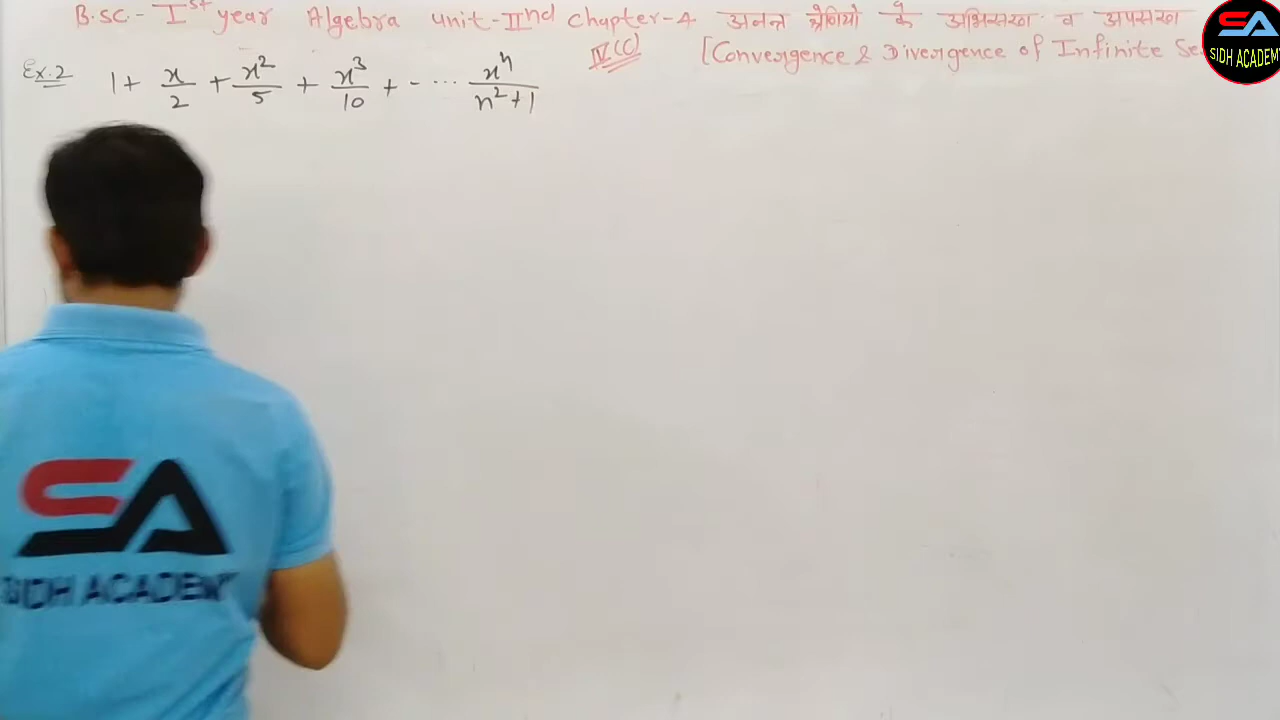 B.sc.- Ist year Algebra unit-IInd chapter-4 अनन्त श्रेणियो के अभिसरण व अपसरण
IV(C) [Convergence & Divergence of Infinite Se
Ex.2 1 + x/2 + x²/5 + x³/10 + - ... xⁿ/n²+1
SA
SIDH ACADEMY
SA
SIDH ACADEMY